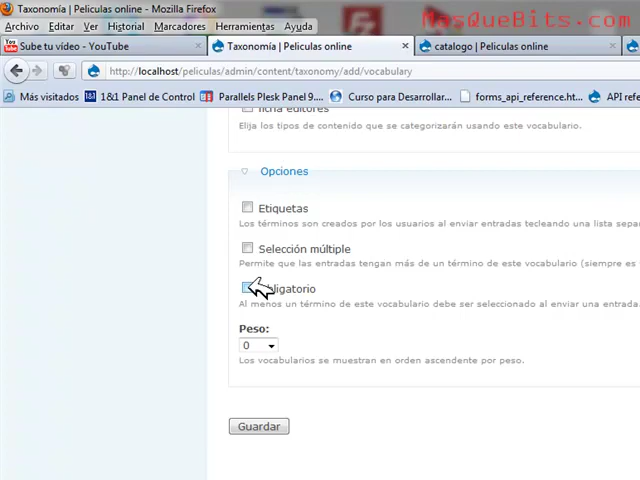 Taxonomía | Peliculas online - Mozilla Firefox
MasQueBits.com
Archivo Editar Ver Historial Marcadores Herramientas Ayuda
Sube tu vídeo - YouTube
Taxonomía | Peliculas online
catalogo | Peliculas online
http://localhost/peliculas/admin/content/taxonomy/add/vocabulary
Más visitados 1&1 Panel de Control Parallels Plesk Panel 9.... Curso para Desarrollar... forms_api_reference.ht... API refe
ficha editores
Elija los tipos de contenido que se categorizarán usando este vocabulario.
Opciones
Etiquetas
Los términos son creados por los usuarios al enviar entradas tecleando una lista sepa
Selección múltiple
Permite que las entradas tengan más de un término de este vocabulario (siempre es
bligatorio
Al menos un término de este vocabulario debe ser seleccionado al enviar una entrada.
Peso:
0
Los vocabularios se muestran en orden ascendente por peso.
Guardar